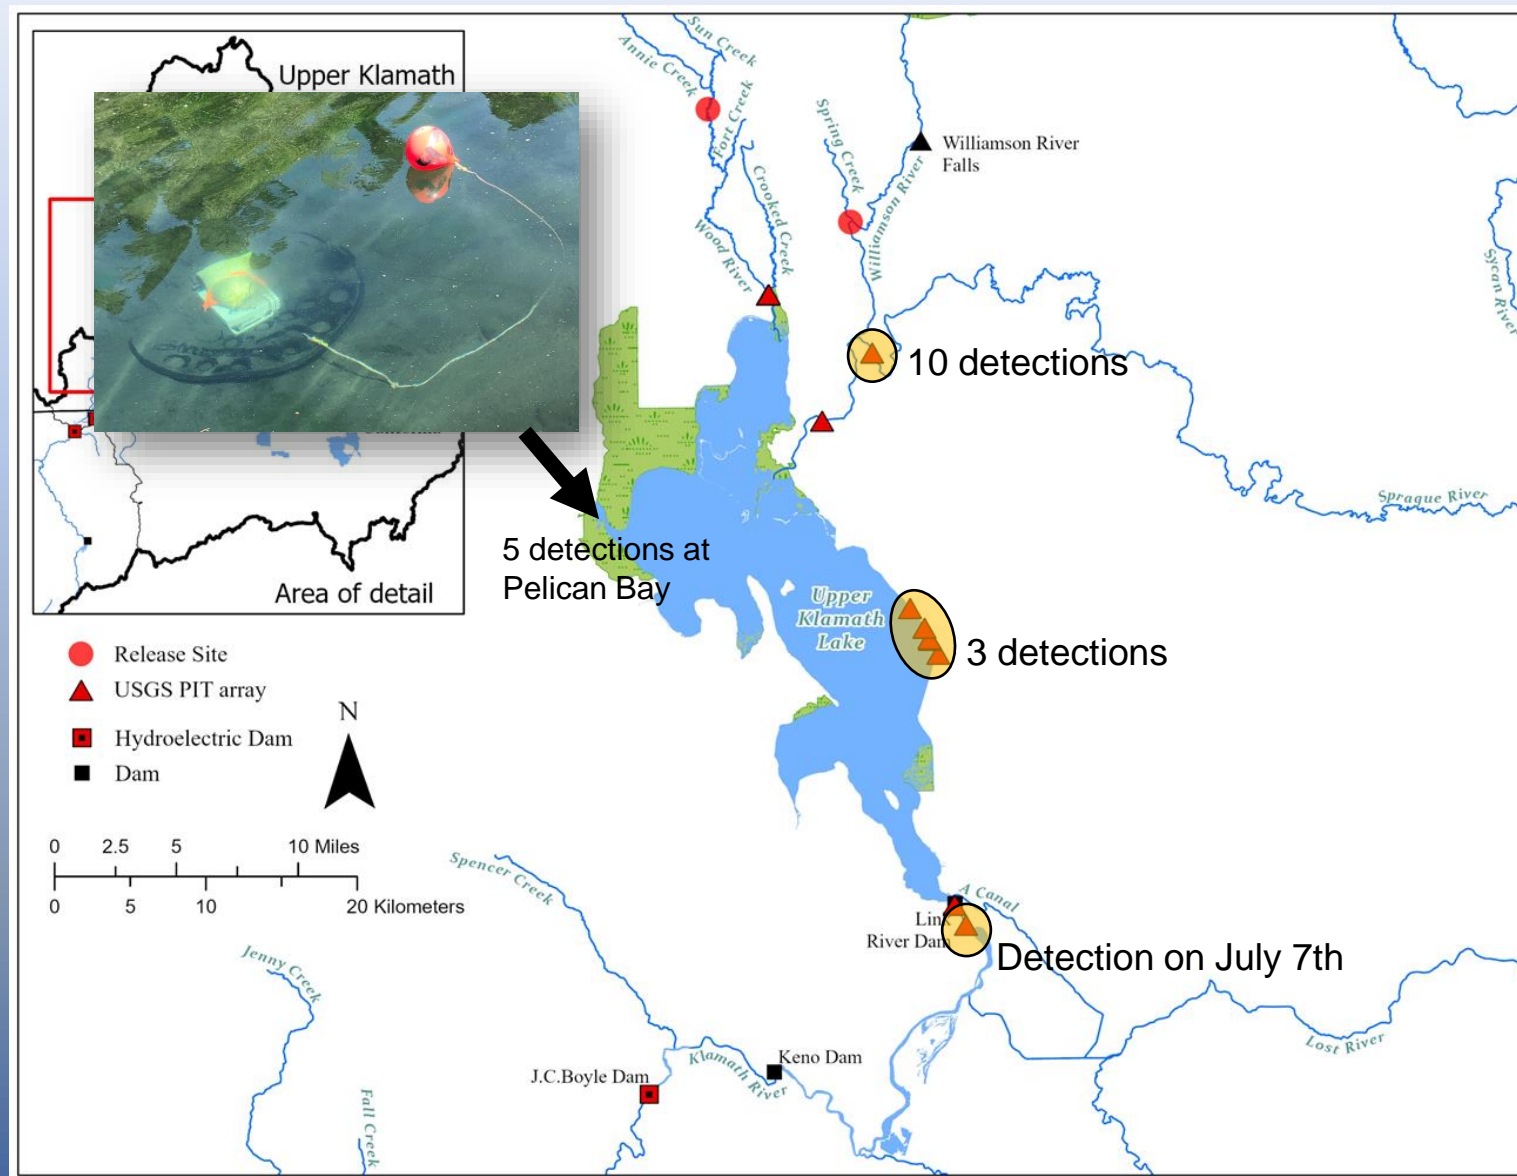 Upper Klamath
Area of detail
Release Site
USGS PIT array
Hydroelectric Dam
Dam
N
0 2.5 5 10 Miles
0 5 10 20 Kilometers
Sun Creek
Annie Creek
Fort Creek
Crooked Creek
Wood River
Spring Creek
Williamson River
Williamson River
Falls
Sycan River
10 detections
Sprague River
5 detections at
Pelican Bay
Upper
Klamath
Lake
3 detections
A Canal
Link
River Dam
Detection on July 7th
Spencer Creek
Jenny Creek
Fall Creek
J.C.Boyle Dam
Klamath River
Keno Dam
Lost River